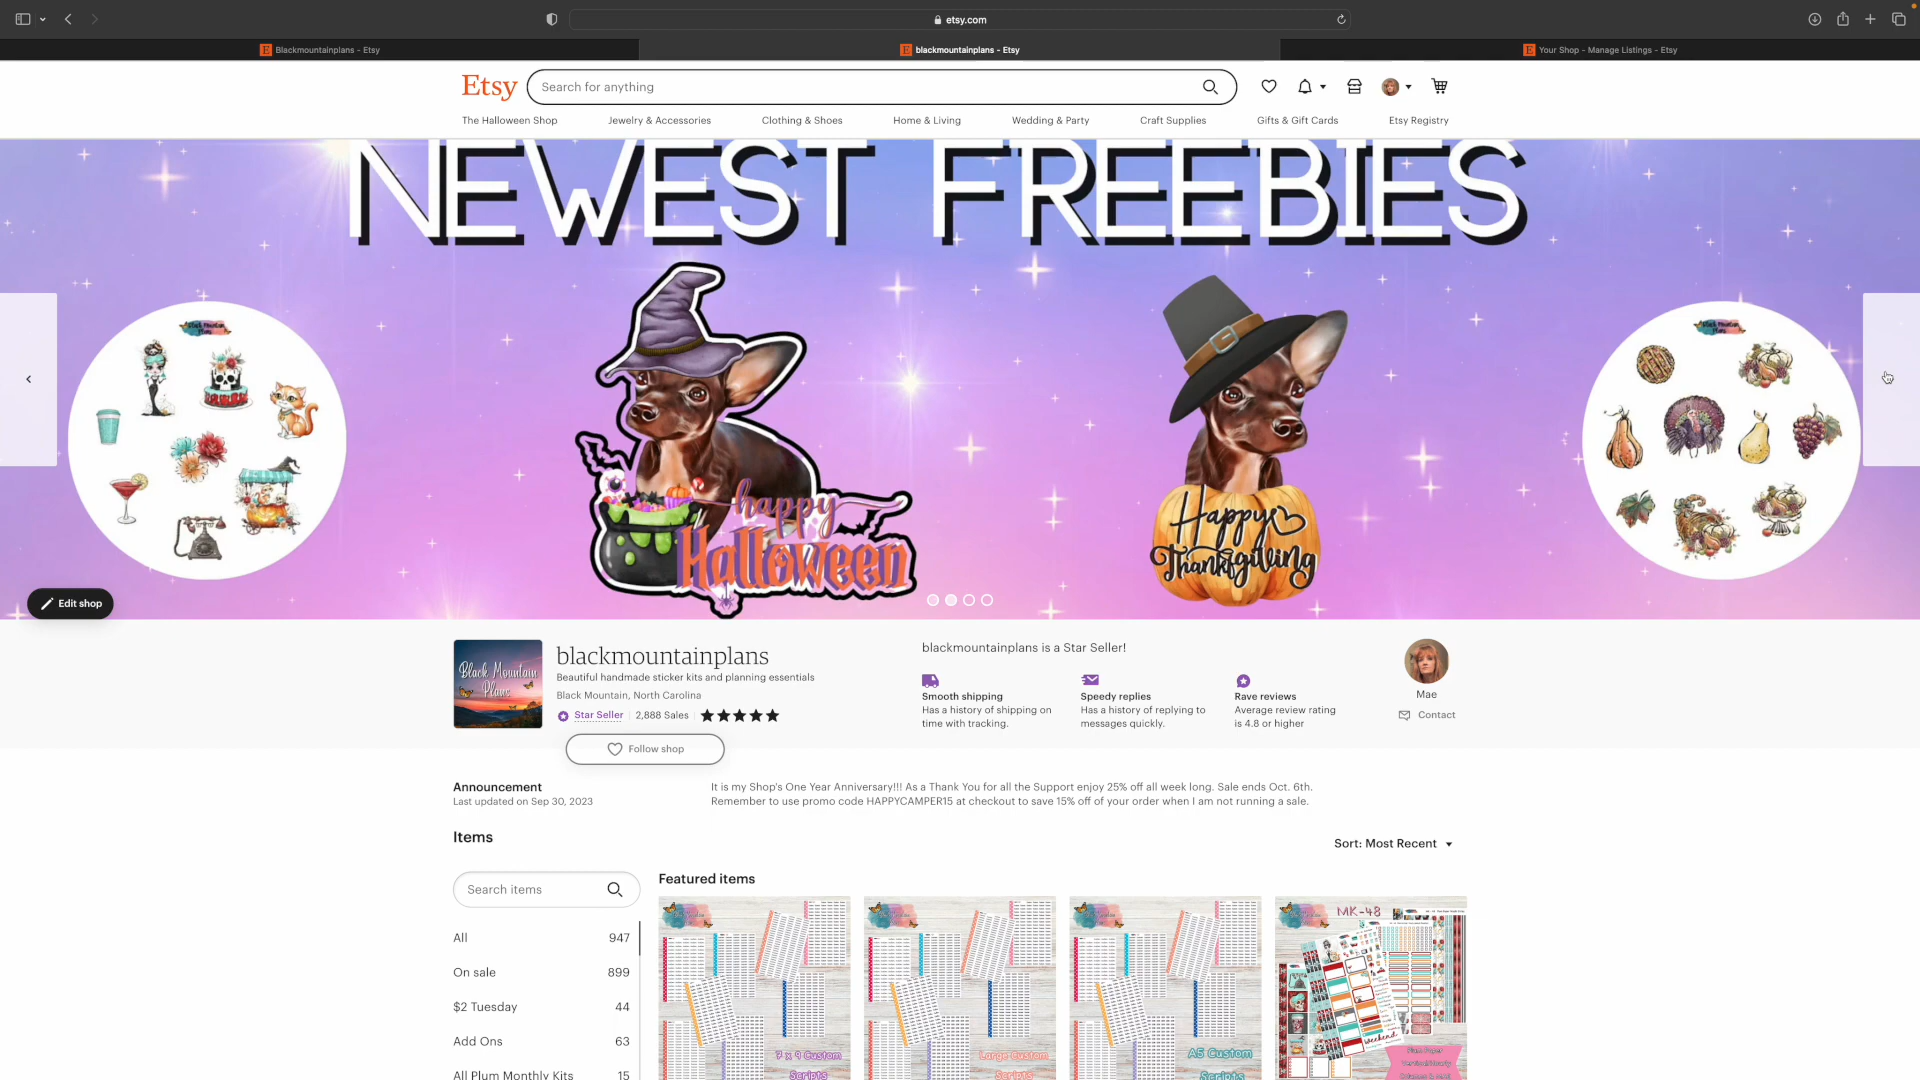 etsy.com
Blackmountainplans - Etsy
blackmountainplans - Etsy
Your Shop - Manage Listings - Etsy
Etsy
Search for anything
The Halloween Shop
Jewelry & Accessories
Clothing & Shoes
Home & Living
Wedding & Party
Craft Supplies
Gifts & Gift Cards
Etsy Registry
NEWEST FREEBIES
Black Mountain
Plans
Black Mountain
Plans
happy
Halloween
Happy
Thanksgiving
Edit shop
Black Mountain
Plans
blackmountainplans
Beautiful handmade sticker kits and planning essentials
Black Mountain, North Carolina
Star Seller
2,888 Sales
blackmountainplans is a Star Seller!
Smooth shipping
Has a history of shipping on
time with tracking.
Speedy replies
Has a history of replying to
messages quickly.
Rave reviews
Average review rating
is 4.8 or higher
Mae
Contact
Follow shop
Announcement
Last updated on Sep 30, 2023
It is my Shop's One Year Anniversary!!! As a Thank You for all the Support enjoy 25% off all week long. Sale ends Oct. 6th.
Remember to use promo code HAPPYCAMPER15 at checkout to save 15% off of your order when I am not running a sale.
Items
Sort: Most Recent
Search items
Featured items
All 947
On sale 899
$2 Tuesday 44
Add Ons 63
All Plum Monthly Kits 15
7 x 9 Custom
Scripts
Large Custom
Scripts
A5 Custom
Scripts
MK-48